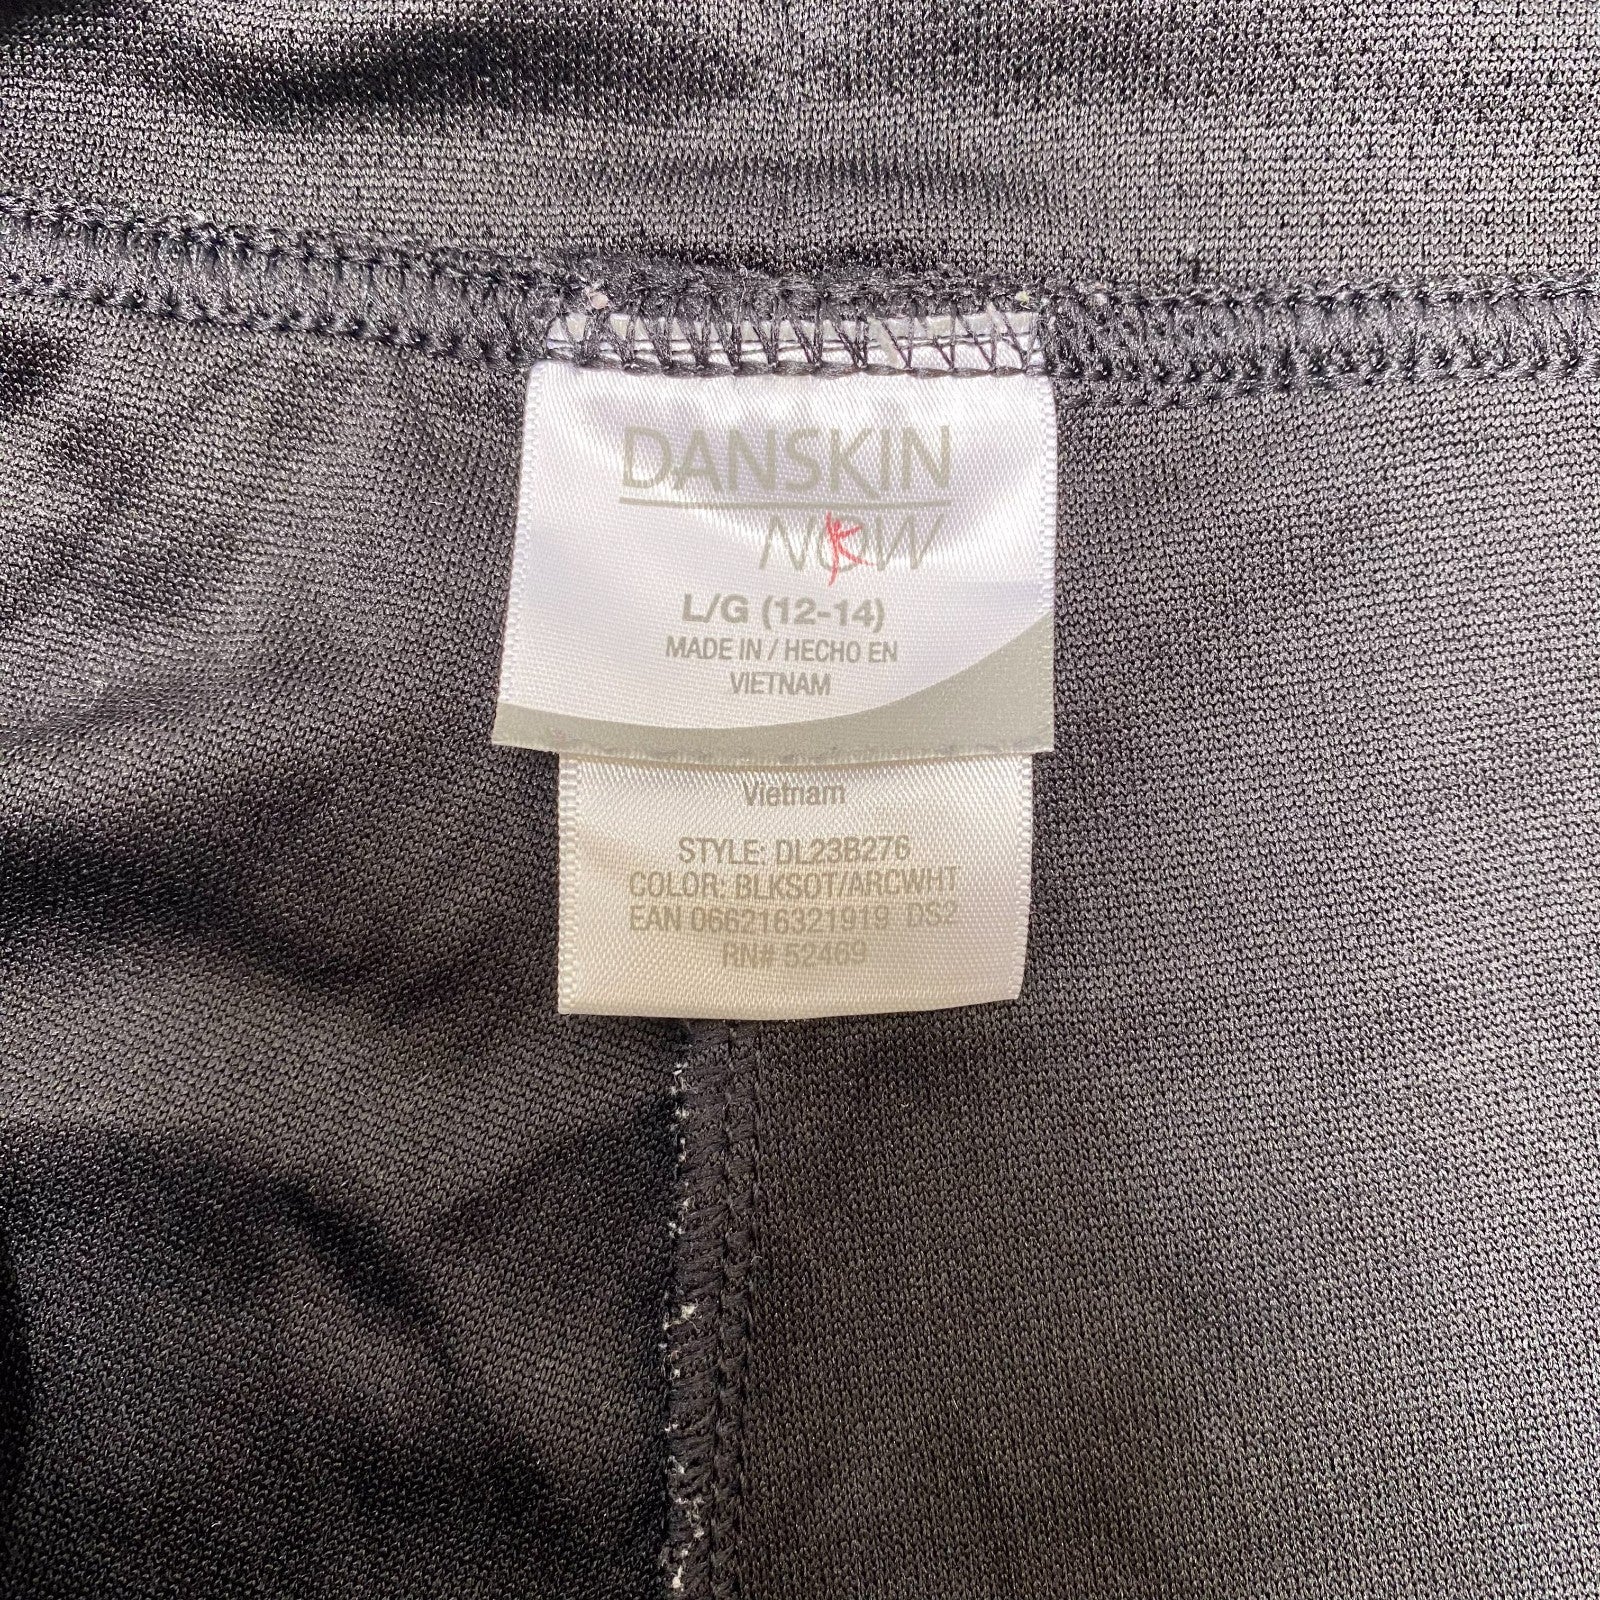 DANSKIN
NOW
L/G (12-14)
MADE IN / HECHO EN
VIETNAM
Vietnam
STYLE: DL23B276
COLOR: BLKSOT/ARCWHT
EAN 066216321919 DS2
RN# 52469